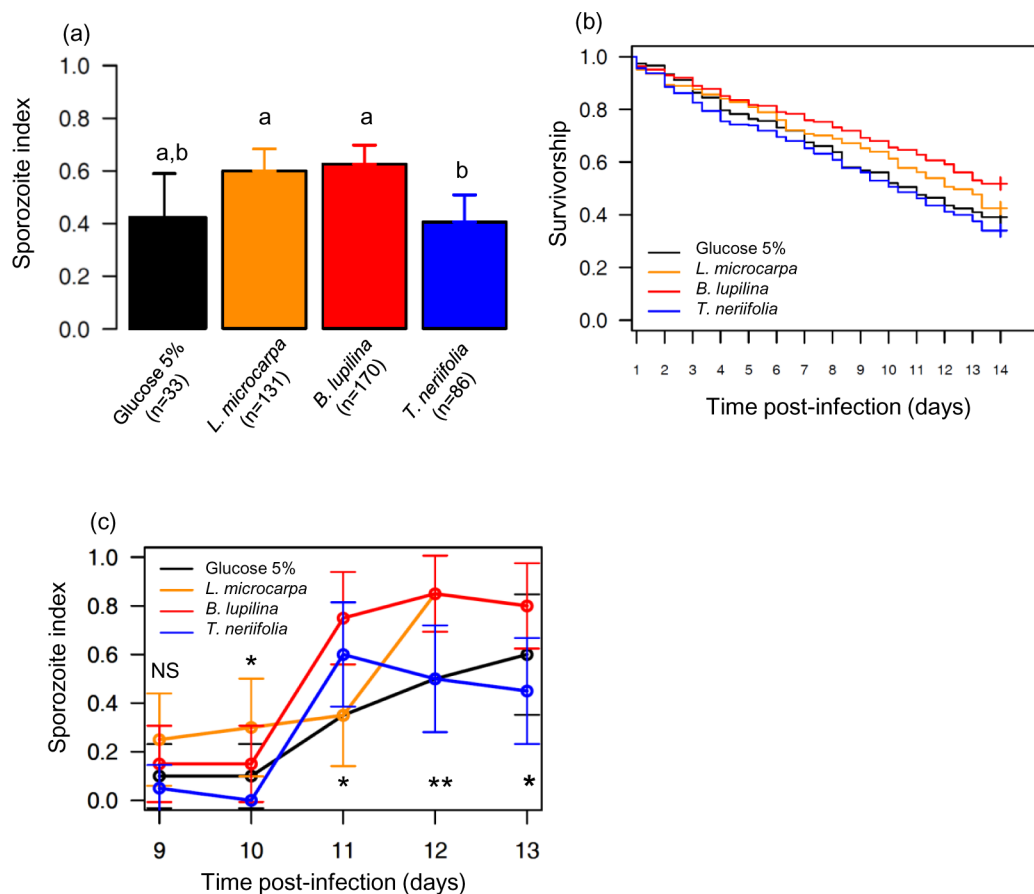 (a)
Sporozoite index
1.0
0.8
0.6
0.4
0.2
0.0
a,b
a
a
b
Glucose 5%
(n=33)
L. microcarpa
(n=131)
B. lupilina
(n=170)
T. neriifolia
(n=86)
(b)
Survivorship
1.0
0.8
0.6
0.4
0.2
0.0
Glucose 5%
L. microcarpa
B. lupilina
T. neriifolia
1 2 3 4 5 6 7 8 9 10 11 12 13 14
Time post-infection (days)
(c)
Sporozoite index
1.0
0.8
0.6
0.4
0.2
0.0
Glucose 5%
L. microcarpa
B. lupilina
T. neriifolia
NS
*
* ** *
9 10 11 12 13
Time post-infection (days)